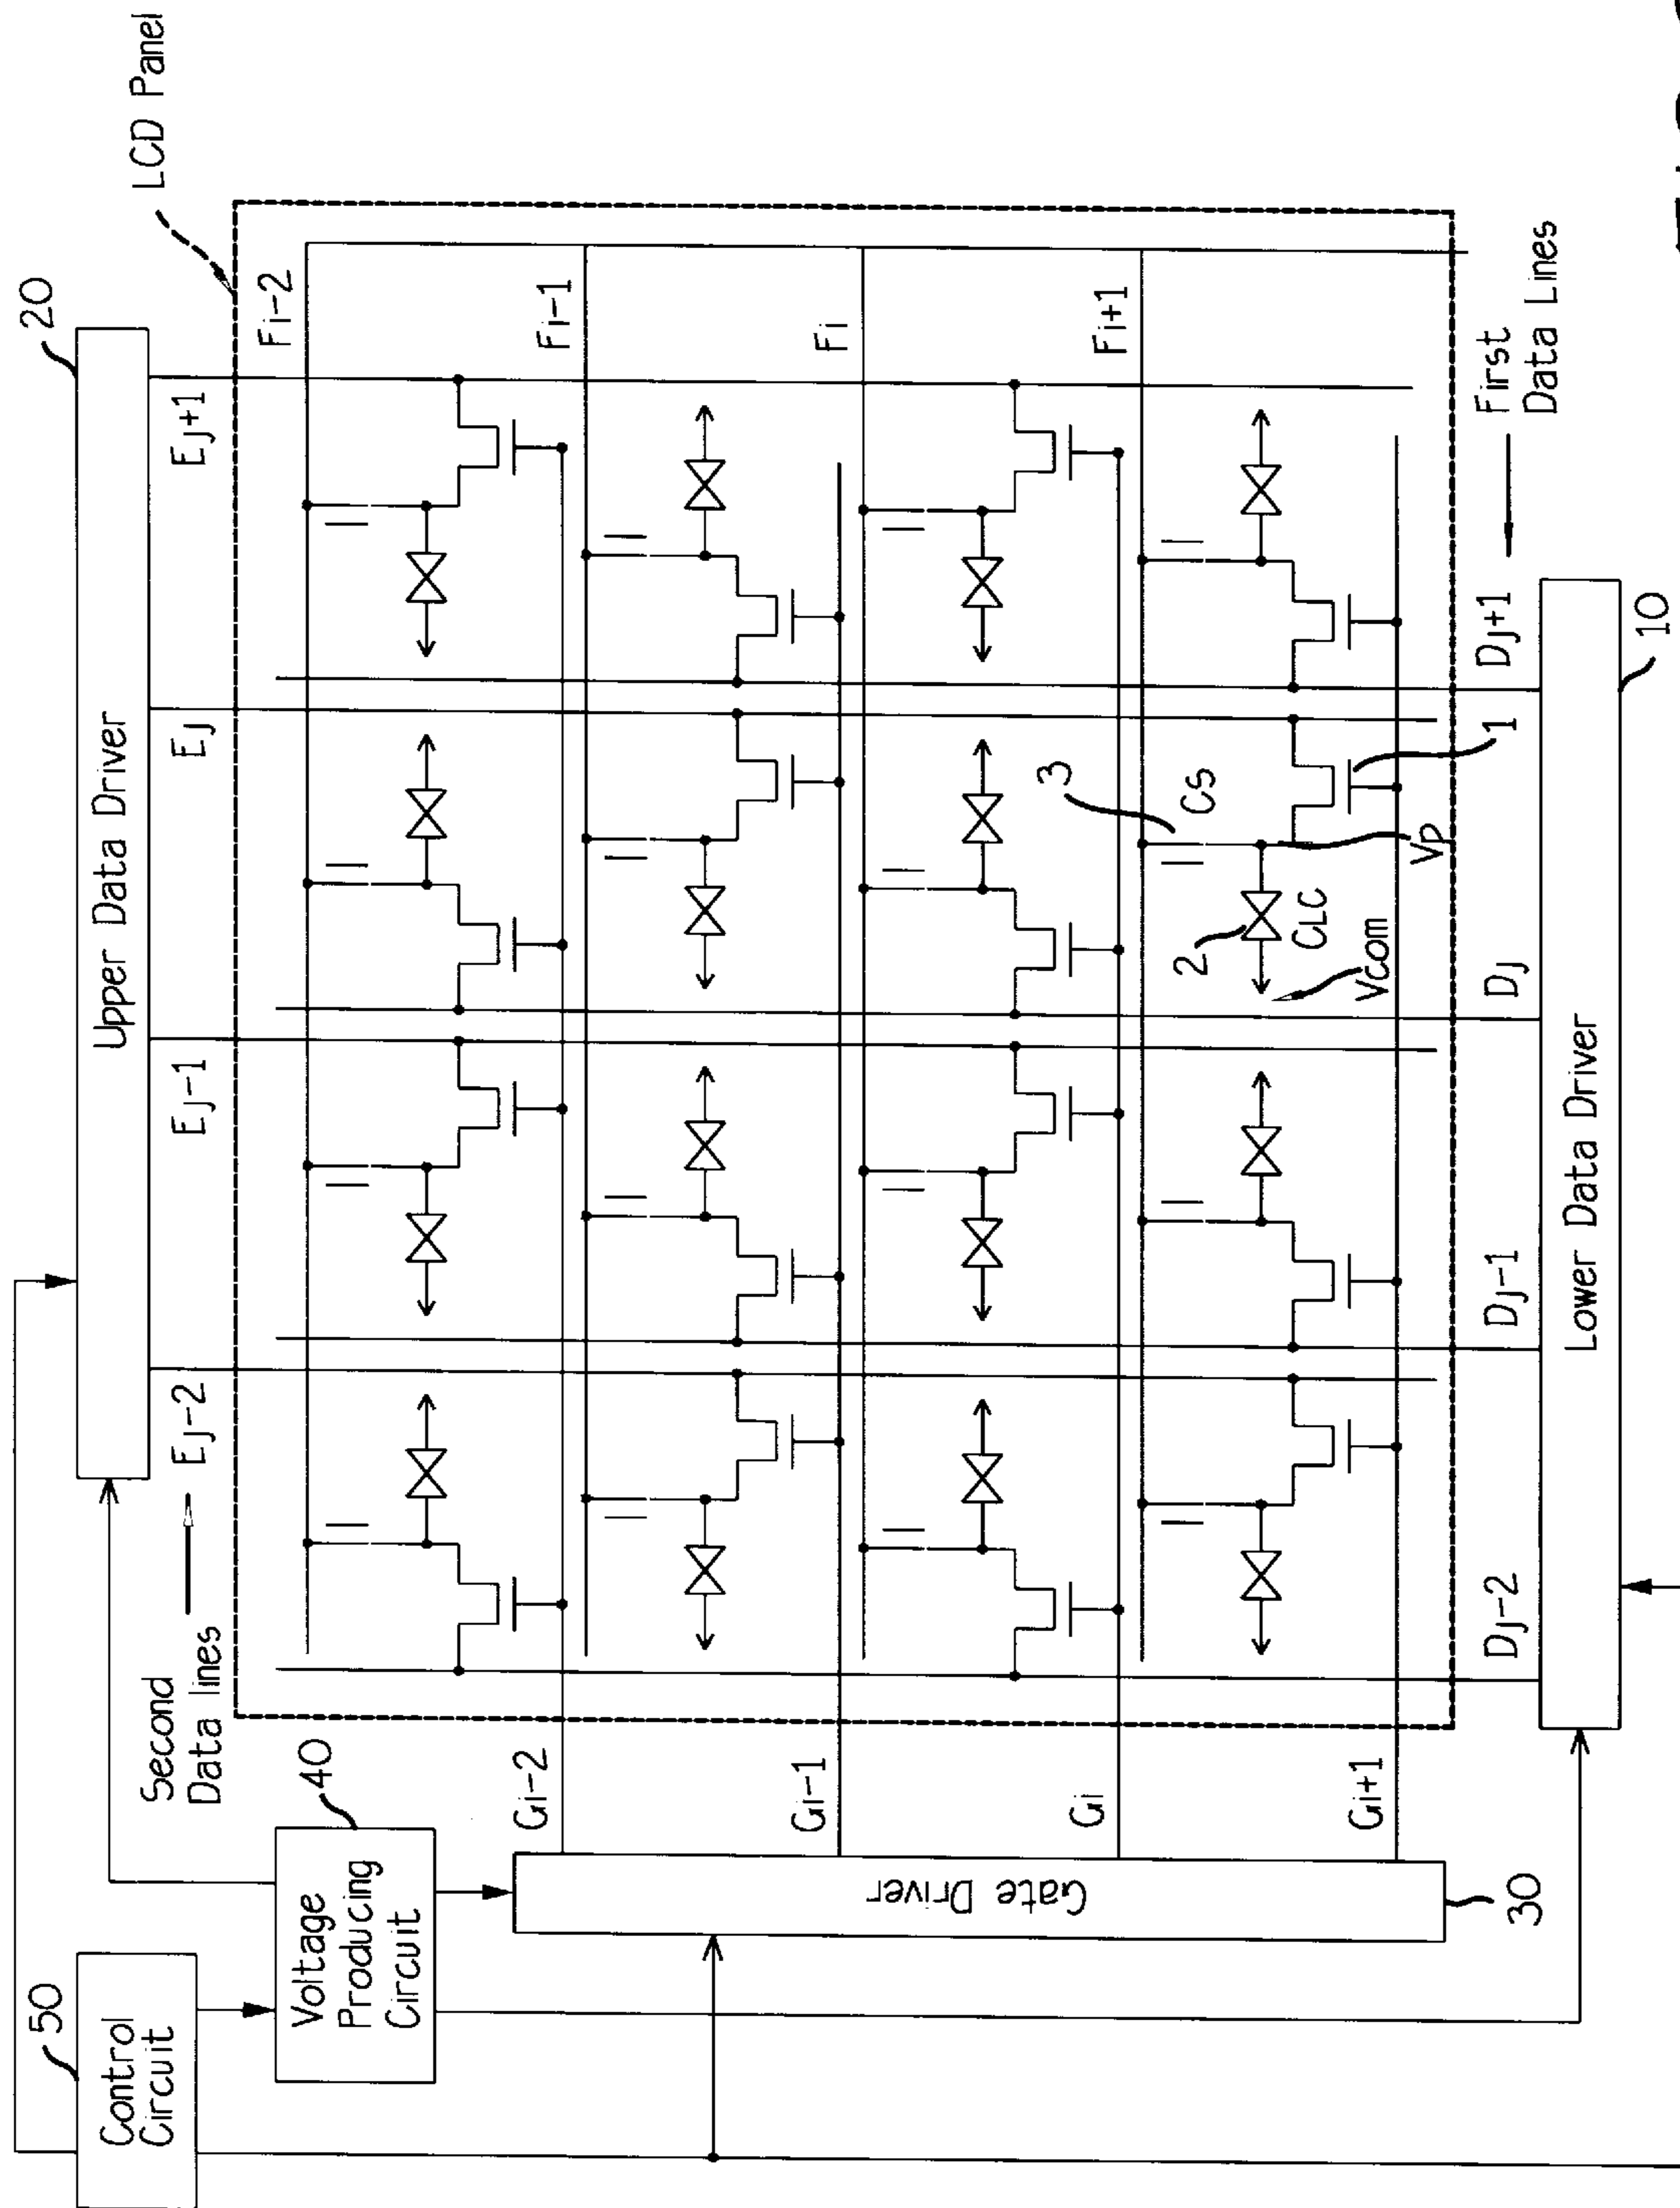 LCD Panel
20
Upper Data Driver
Second
Data lines
Ej-2
Ej-1
Ej
Ej+1
50
Control
Circuit
40
Voltage
Producing
Circuit
Gate Driver
30
Gi-2
Gi-1
Gi
Gi+1
Fi-2
Fi-1
Fi
Fi+1
3
Cs
2
CLC
Vcom
Vp
1
First
Data Lines
Dj-2
Dj-1
Dj
Dj+1
Lower Data Driver
10